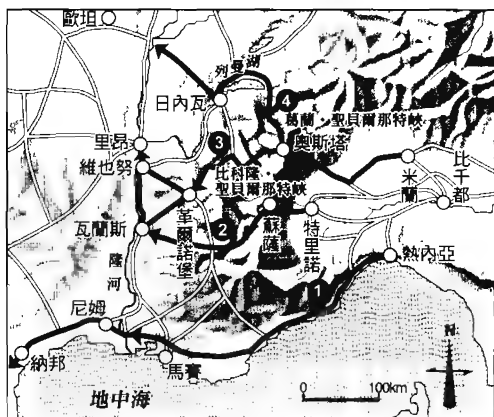 歐坦
列曼湖
日內瓦
4
葛蘭・聖貝爾那特峽
里昂
3
奧斯塔
維也努
比科隆・
聖貝爾那特峽
米蘭
比千都
瓦蘭斯
革爾諾堡
2
蘇薩
特里諾
熱內亞
隆河
1
尼姆
納邦
馬賽
地中海
N
0 100km